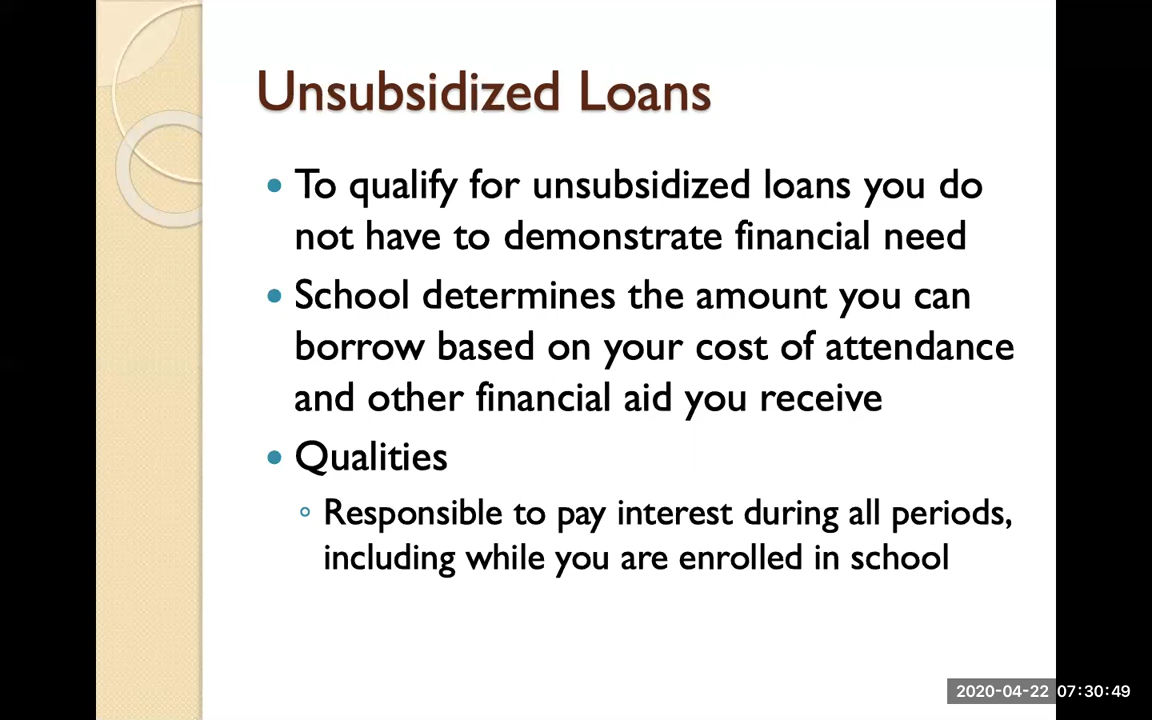 Unsubsidized Loans
• To qualify for unsubsidized loans you do
not have to demonstrate financial need
• School determines the amount you can
borrow based on your cost of attendance
and other financial aid you receive
• Qualities
◦ Responsible to pay interest during all periods,
including while you are enrolled in school
2020-04-22 07:30:49